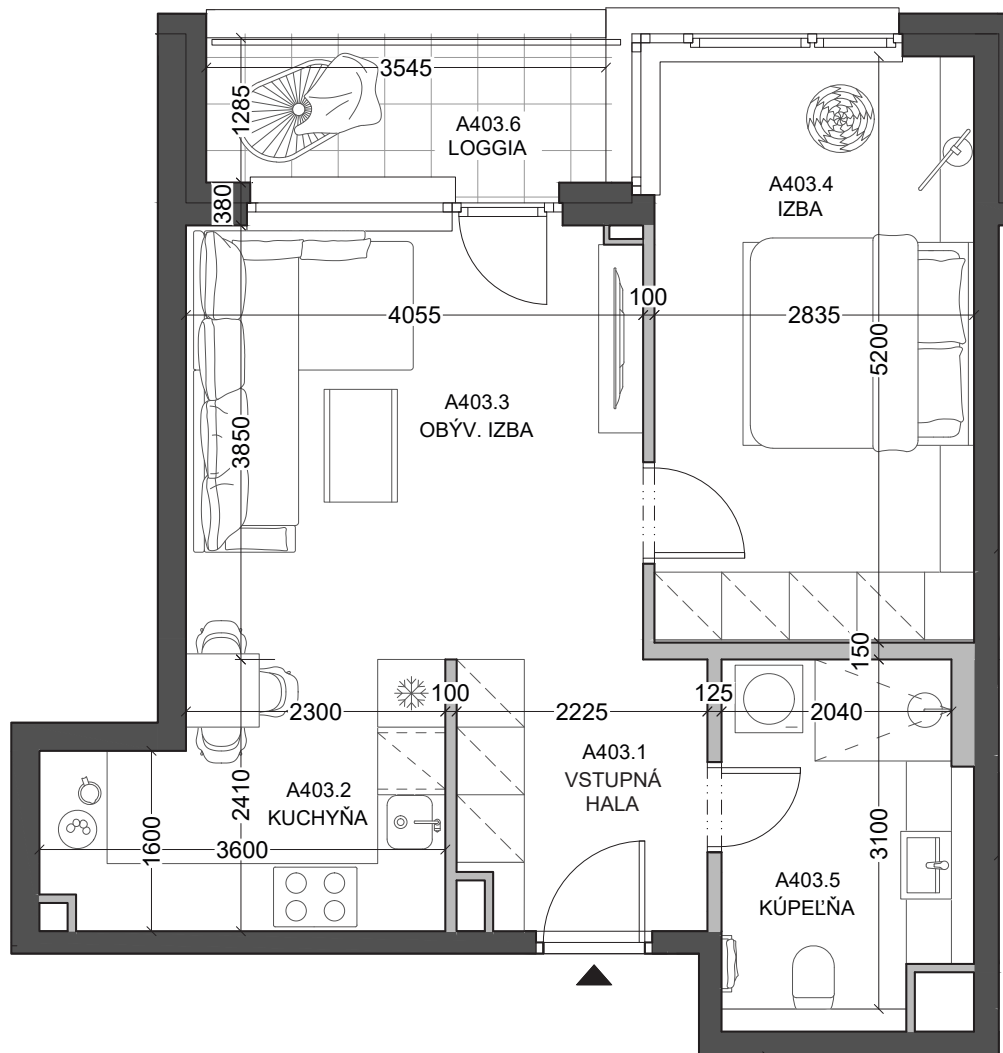 3545
1285
A403.6
LOGGIA
380
A403.4
IZBA
4055
100
2835
5200
A403.3
OBÝV. IZBA
3850
150
2300
100
2225
125
2040
A403.1
VSTUPNÁ
HALA
A403.2
KUCHYŇA
2410
1600
3600
3100
A403.5
KÚPEĽŇA